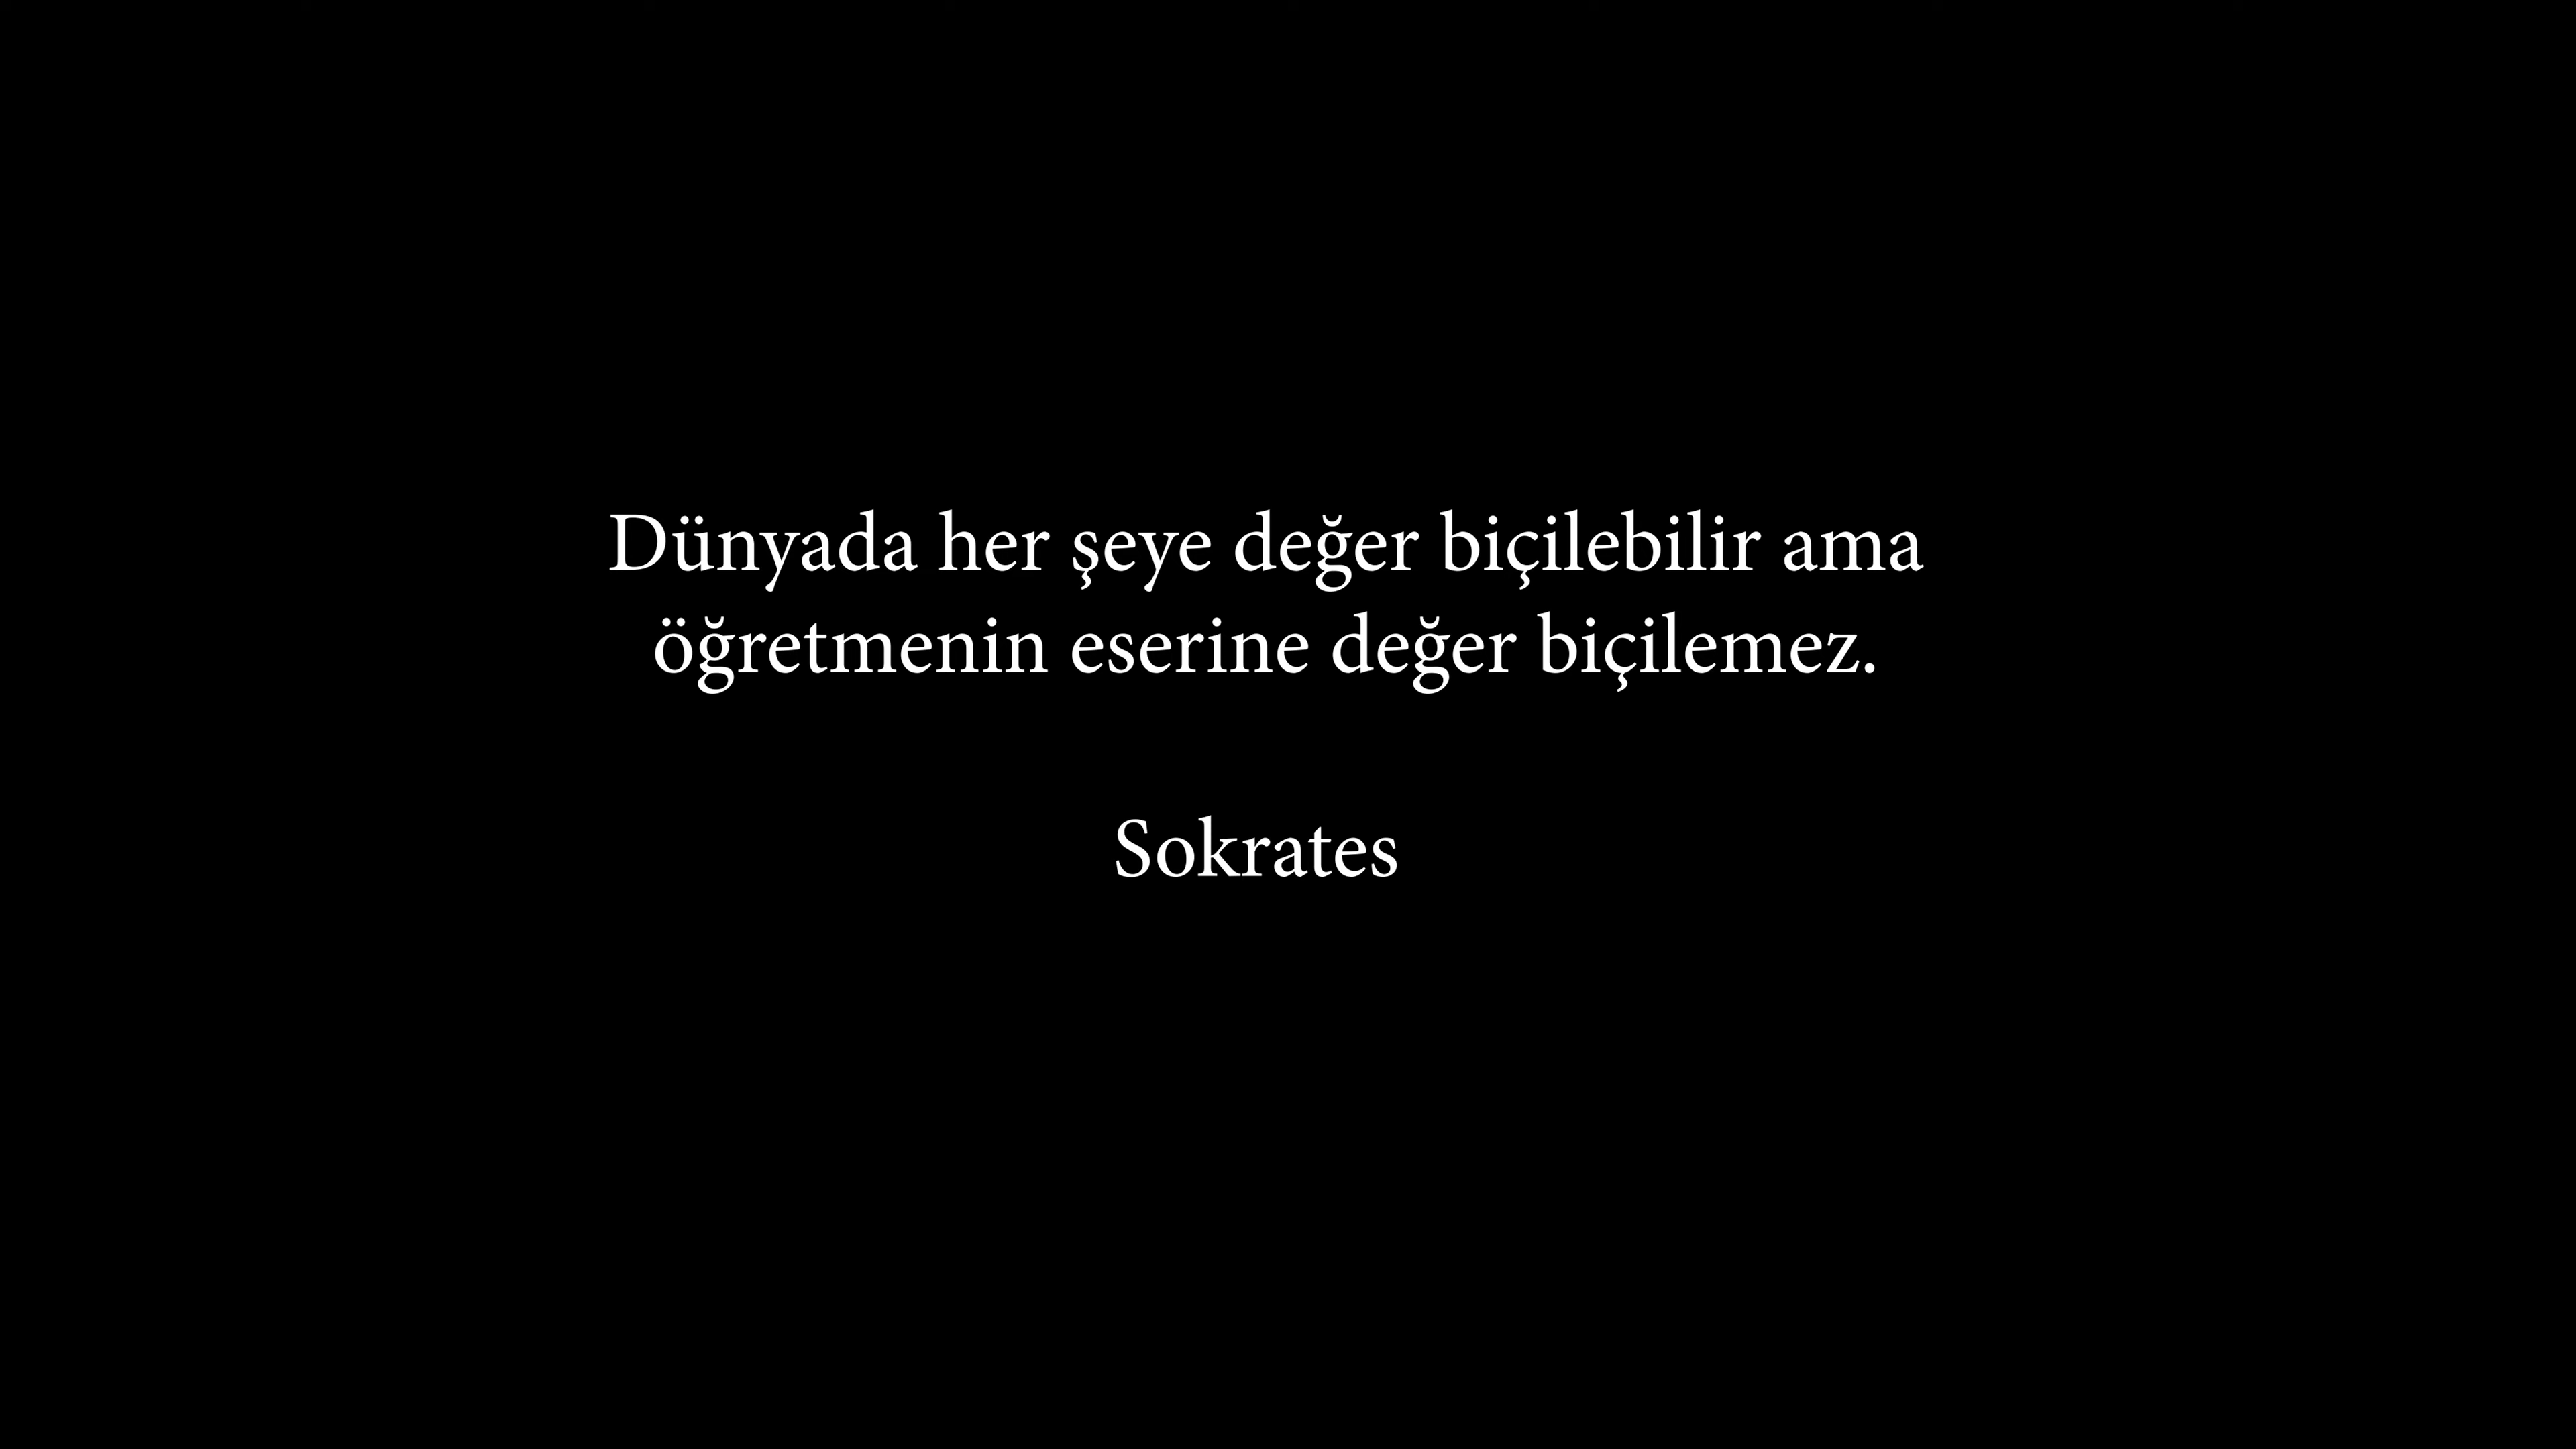 Dünyada her şeye değer biçilebilir ama
öğretmenin eserine değer biçilemez.
Sokrates